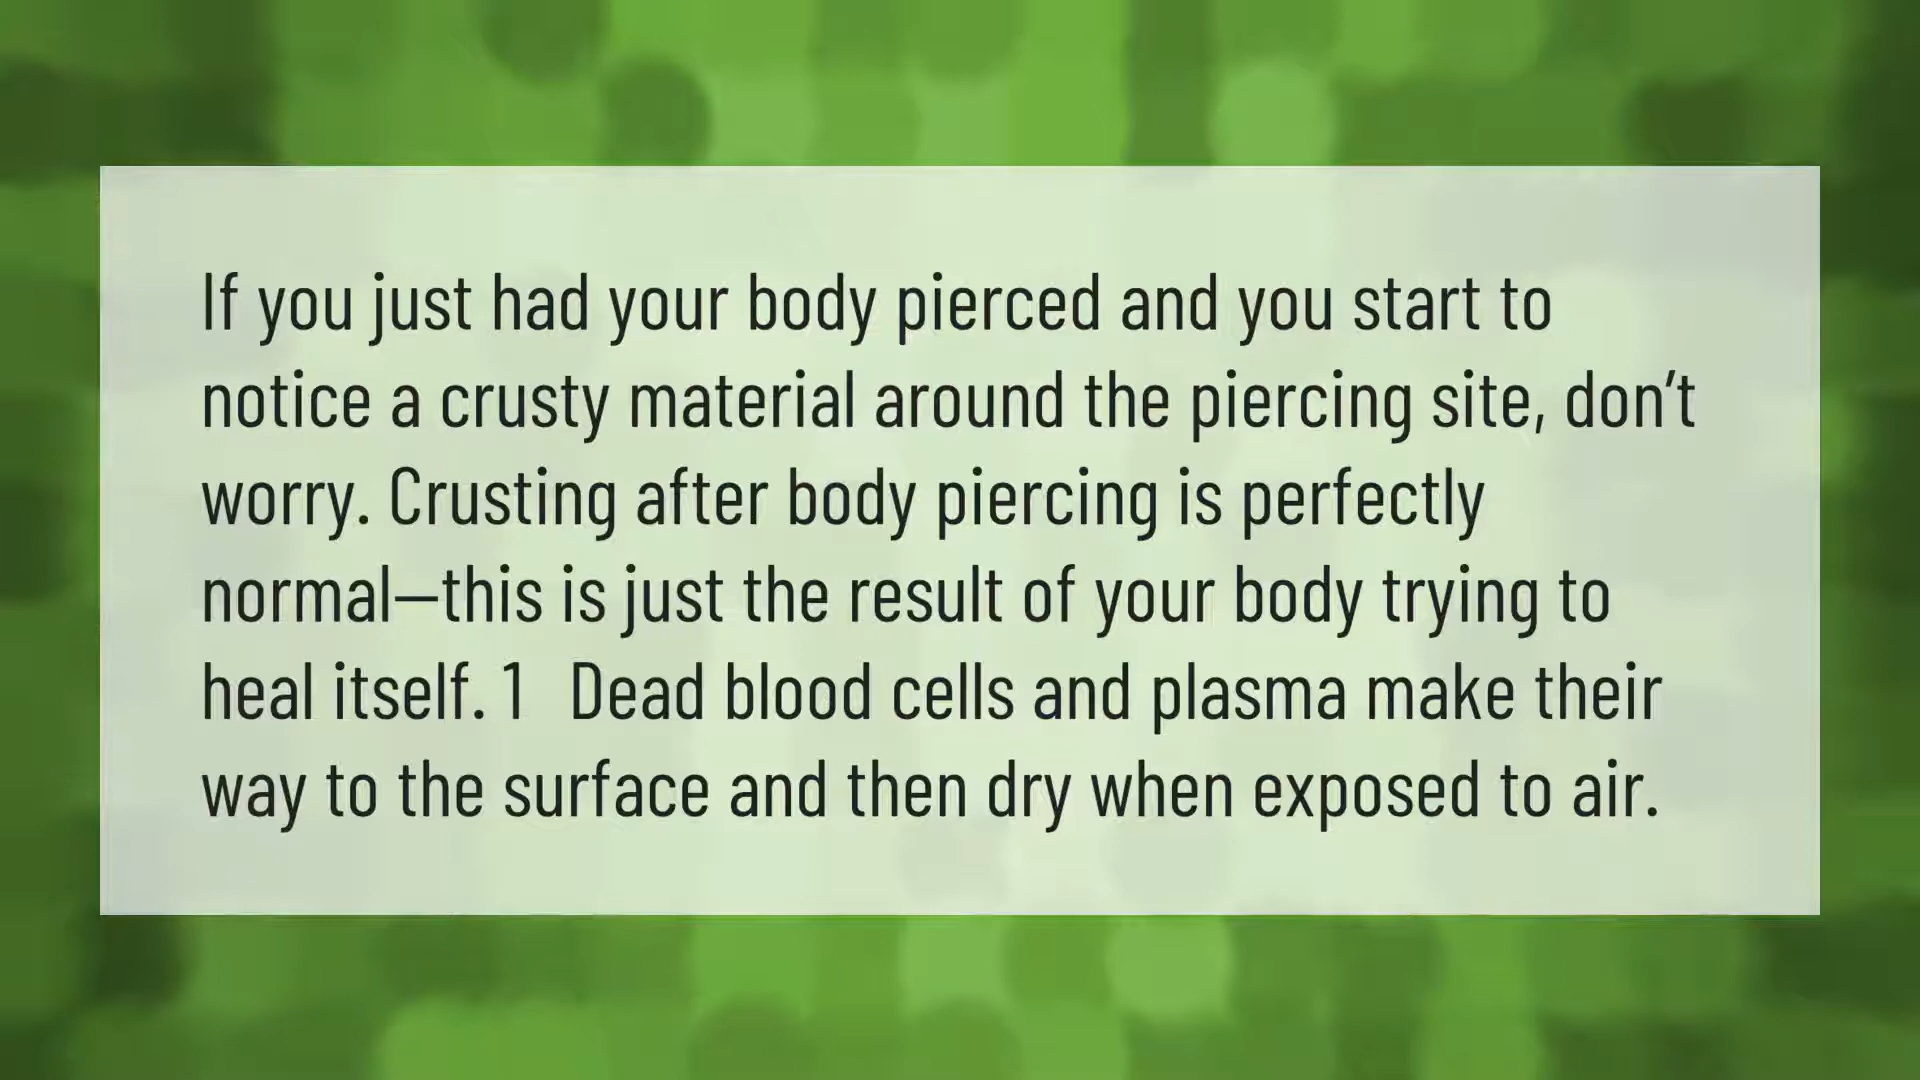 If you just had your body pierced and you start to
notice a crusty material around the piercing site, don’t
worry. Crusting after body piercing is perfectly
normal—this is just the result of your body trying to
heal itself. 1   Dead blood cells and plasma make their
way to the surface and then dry when exposed to air.